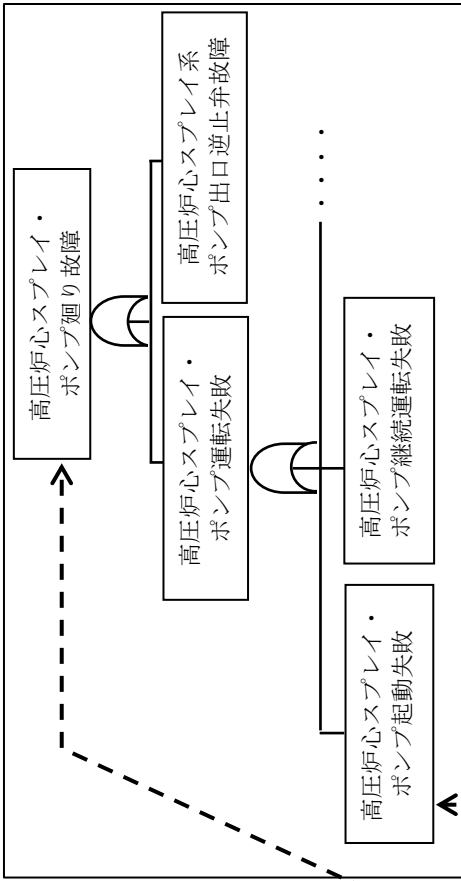 高圧炉心スプレイ・
ポンプ廻り故障
高圧炉心スプレイ・
ポンプ運転失敗
高圧炉心スプレイ系
ポンプ出口逆止弁故障
高圧炉心スプレイ・
ポンプ起動失敗
高圧炉心スプレイ・
ポンプ継続運転失敗
・・・・